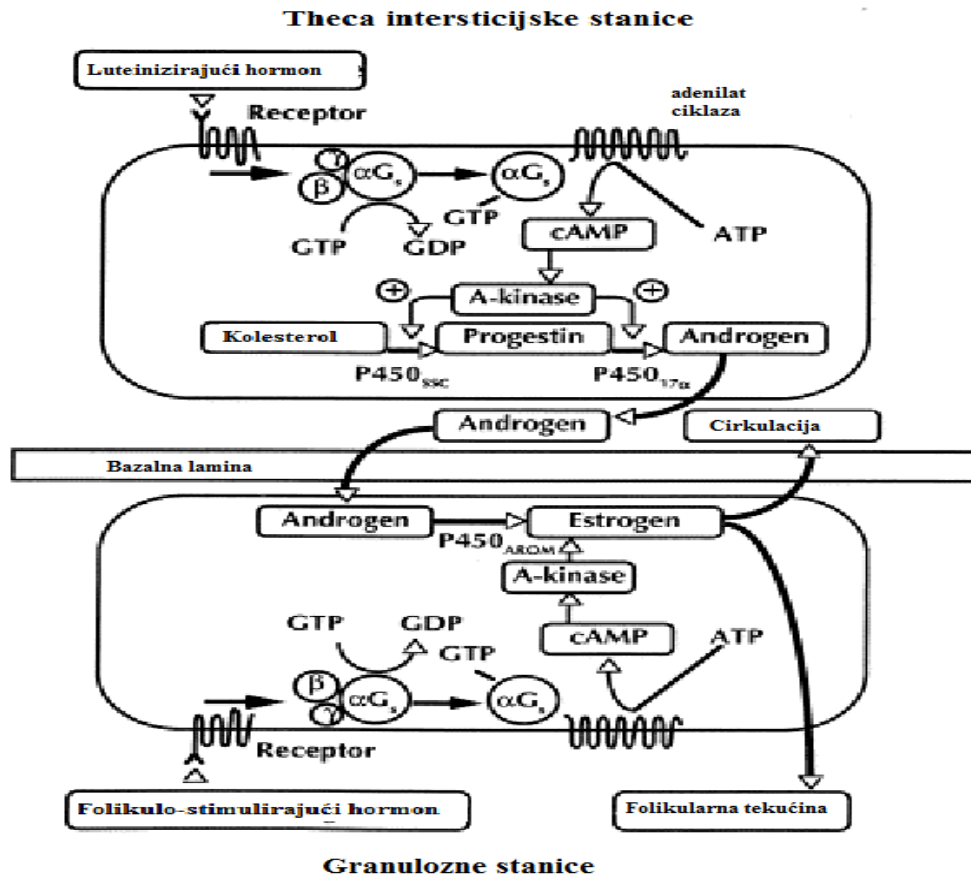 Theca intersticijske stanice
Luteinizirajući hormon
Receptor
adenilat
ciklaza
γ
β
αGs
αGs
GTP
GTP
GDP
cAMP
ATP
+
A-kinase
+
Kolesterol
Progestin
Androgen
P450SSC
P45017α
Androgen
Cirkulacija
Bazalna lamina
Androgen
Estrogen
P450AROM
A-kinase
GTP
GDP
GTP
cAMP
ATP
β
γ
αGs
αGs
Receptor
Folikulo-stimulirajući hormon
Folikularna tekućina
Granulozne stanice